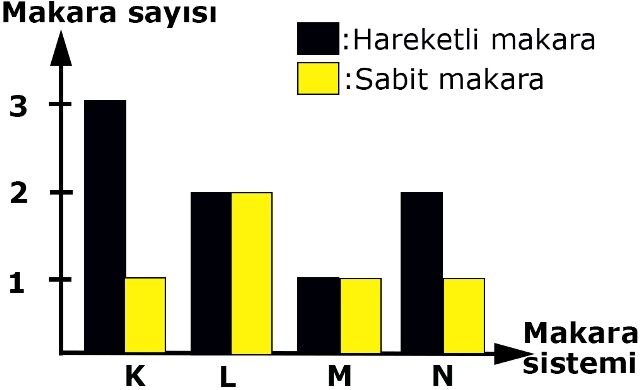 Makara sayısı
:Hareketli makara
:Sabit makara
3
2
1
K L M N
Makara
sistemi